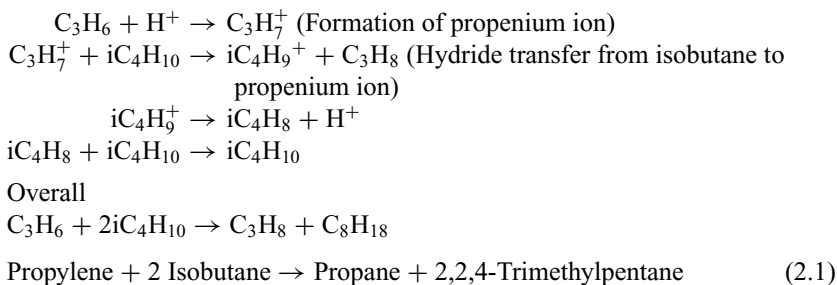 C₃H₆ + H⁺ → C₃H₇⁺ (Formation of propenium ion)
C₃H₇⁺ + iC₄H₁₀ → iC₄H₉⁺ + C₃H₈ (Hydride transfer from isobutane to
propenium ion)
iC₄H₉⁺ → iC₄H₈ + H⁺
iC₄H₈ + iC₄H₁₀ → iC₄H₁₀
Overall
C₃H₆ + 2iC₄H₁₀ → C₃H₈ + C₈H₁₈
Propylene + 2 Isobutane → Propane + 2,2,4-Trimethylpentane (2.1)